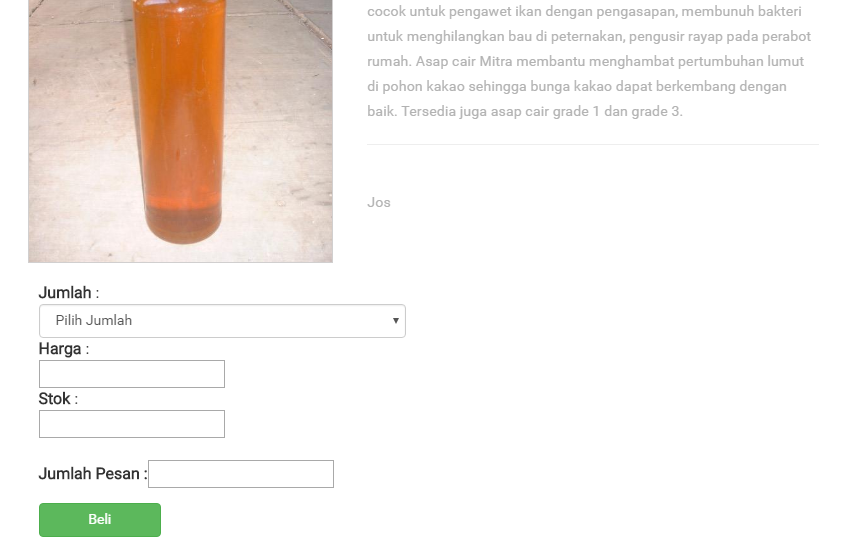 cocok untuk pengawet ikan dengan pengasapan, membunuh bakteri
untuk menghilangkan bau di peternakan, pengusir rayap pada perabot
rumah. Asap cair Mitra membantu menghambat pertumbuhan lumut
di pohon kakao sehingga bunga kakao dapat berkembang dengan
baik. Tersedia juga asap cair grade 1 dan grade 3.
Jos
Jumlah :
Pilih Jumlah
Harga :
Stok :
Jumlah Pesan :
Beli